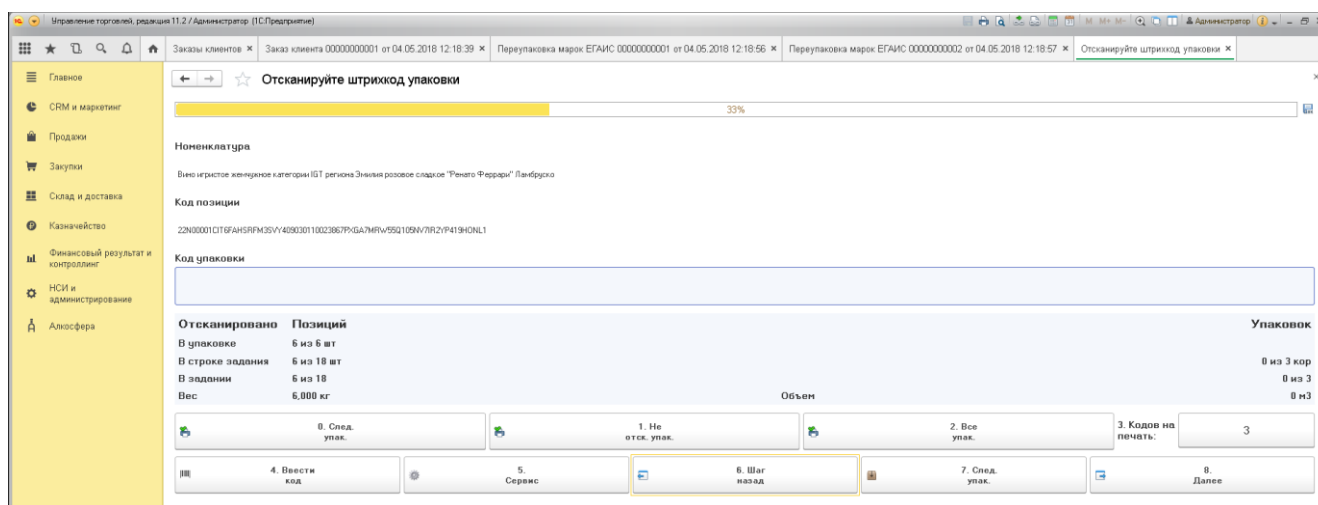 Управление торговлей, редакция 11.2 / Администратор (1С:Предприятие)
M M+ M- Администратор
Заказы клиентов × Заказ клиента 00000000001 от 04.05.2018 12:18:39 × Переупаковка марок ЕГАИС 00000000001 от 04.05.2018 12:18:56 × Переупаковка марок ЕГАИС 00000000002 от 04.05.2018 12:18:57 × Отсканируйте штрихкод упаковки ×
Главное
CRM и маркетинг
Продажи
Закупки
Склад и доставка
Казначейство
Финансовый результат и
контроллинг
НСИ и
администрирование
Алкосфера
Отсканируйте штрихкод упаковки
33%
Номенклатура
Вино игристое жемчужное категории IGT региона Эмилия розовое сладкое "Ренато Феррари" Ламбруско
Код позиции
Код упаковки
Отсканировано Позиций Упаковок
В упаковке 6 из 6 шт
В строке задания 6 из 18 шт 0 из 3 кор
В задании 6 из 18 0 из 3
Вес 6,000 кг Объем 0 м3
0. След.
упак.
1. Не
отск. упак.
2. Все
упак.
3. Кодов на
печать:
3
4. Ввести
код
5.
Сервис
6. Шаг
назад
7. След.
упак.
8.
Далее